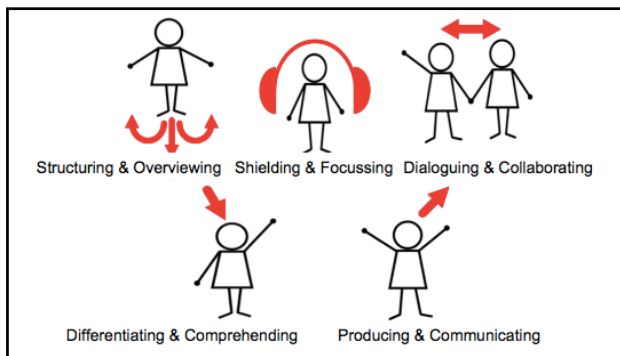 Structuring & Overviewing
Shielding & Focussing
Dialoguing & Collaborating
Differentiating & Comprehending
Producing & Communicating